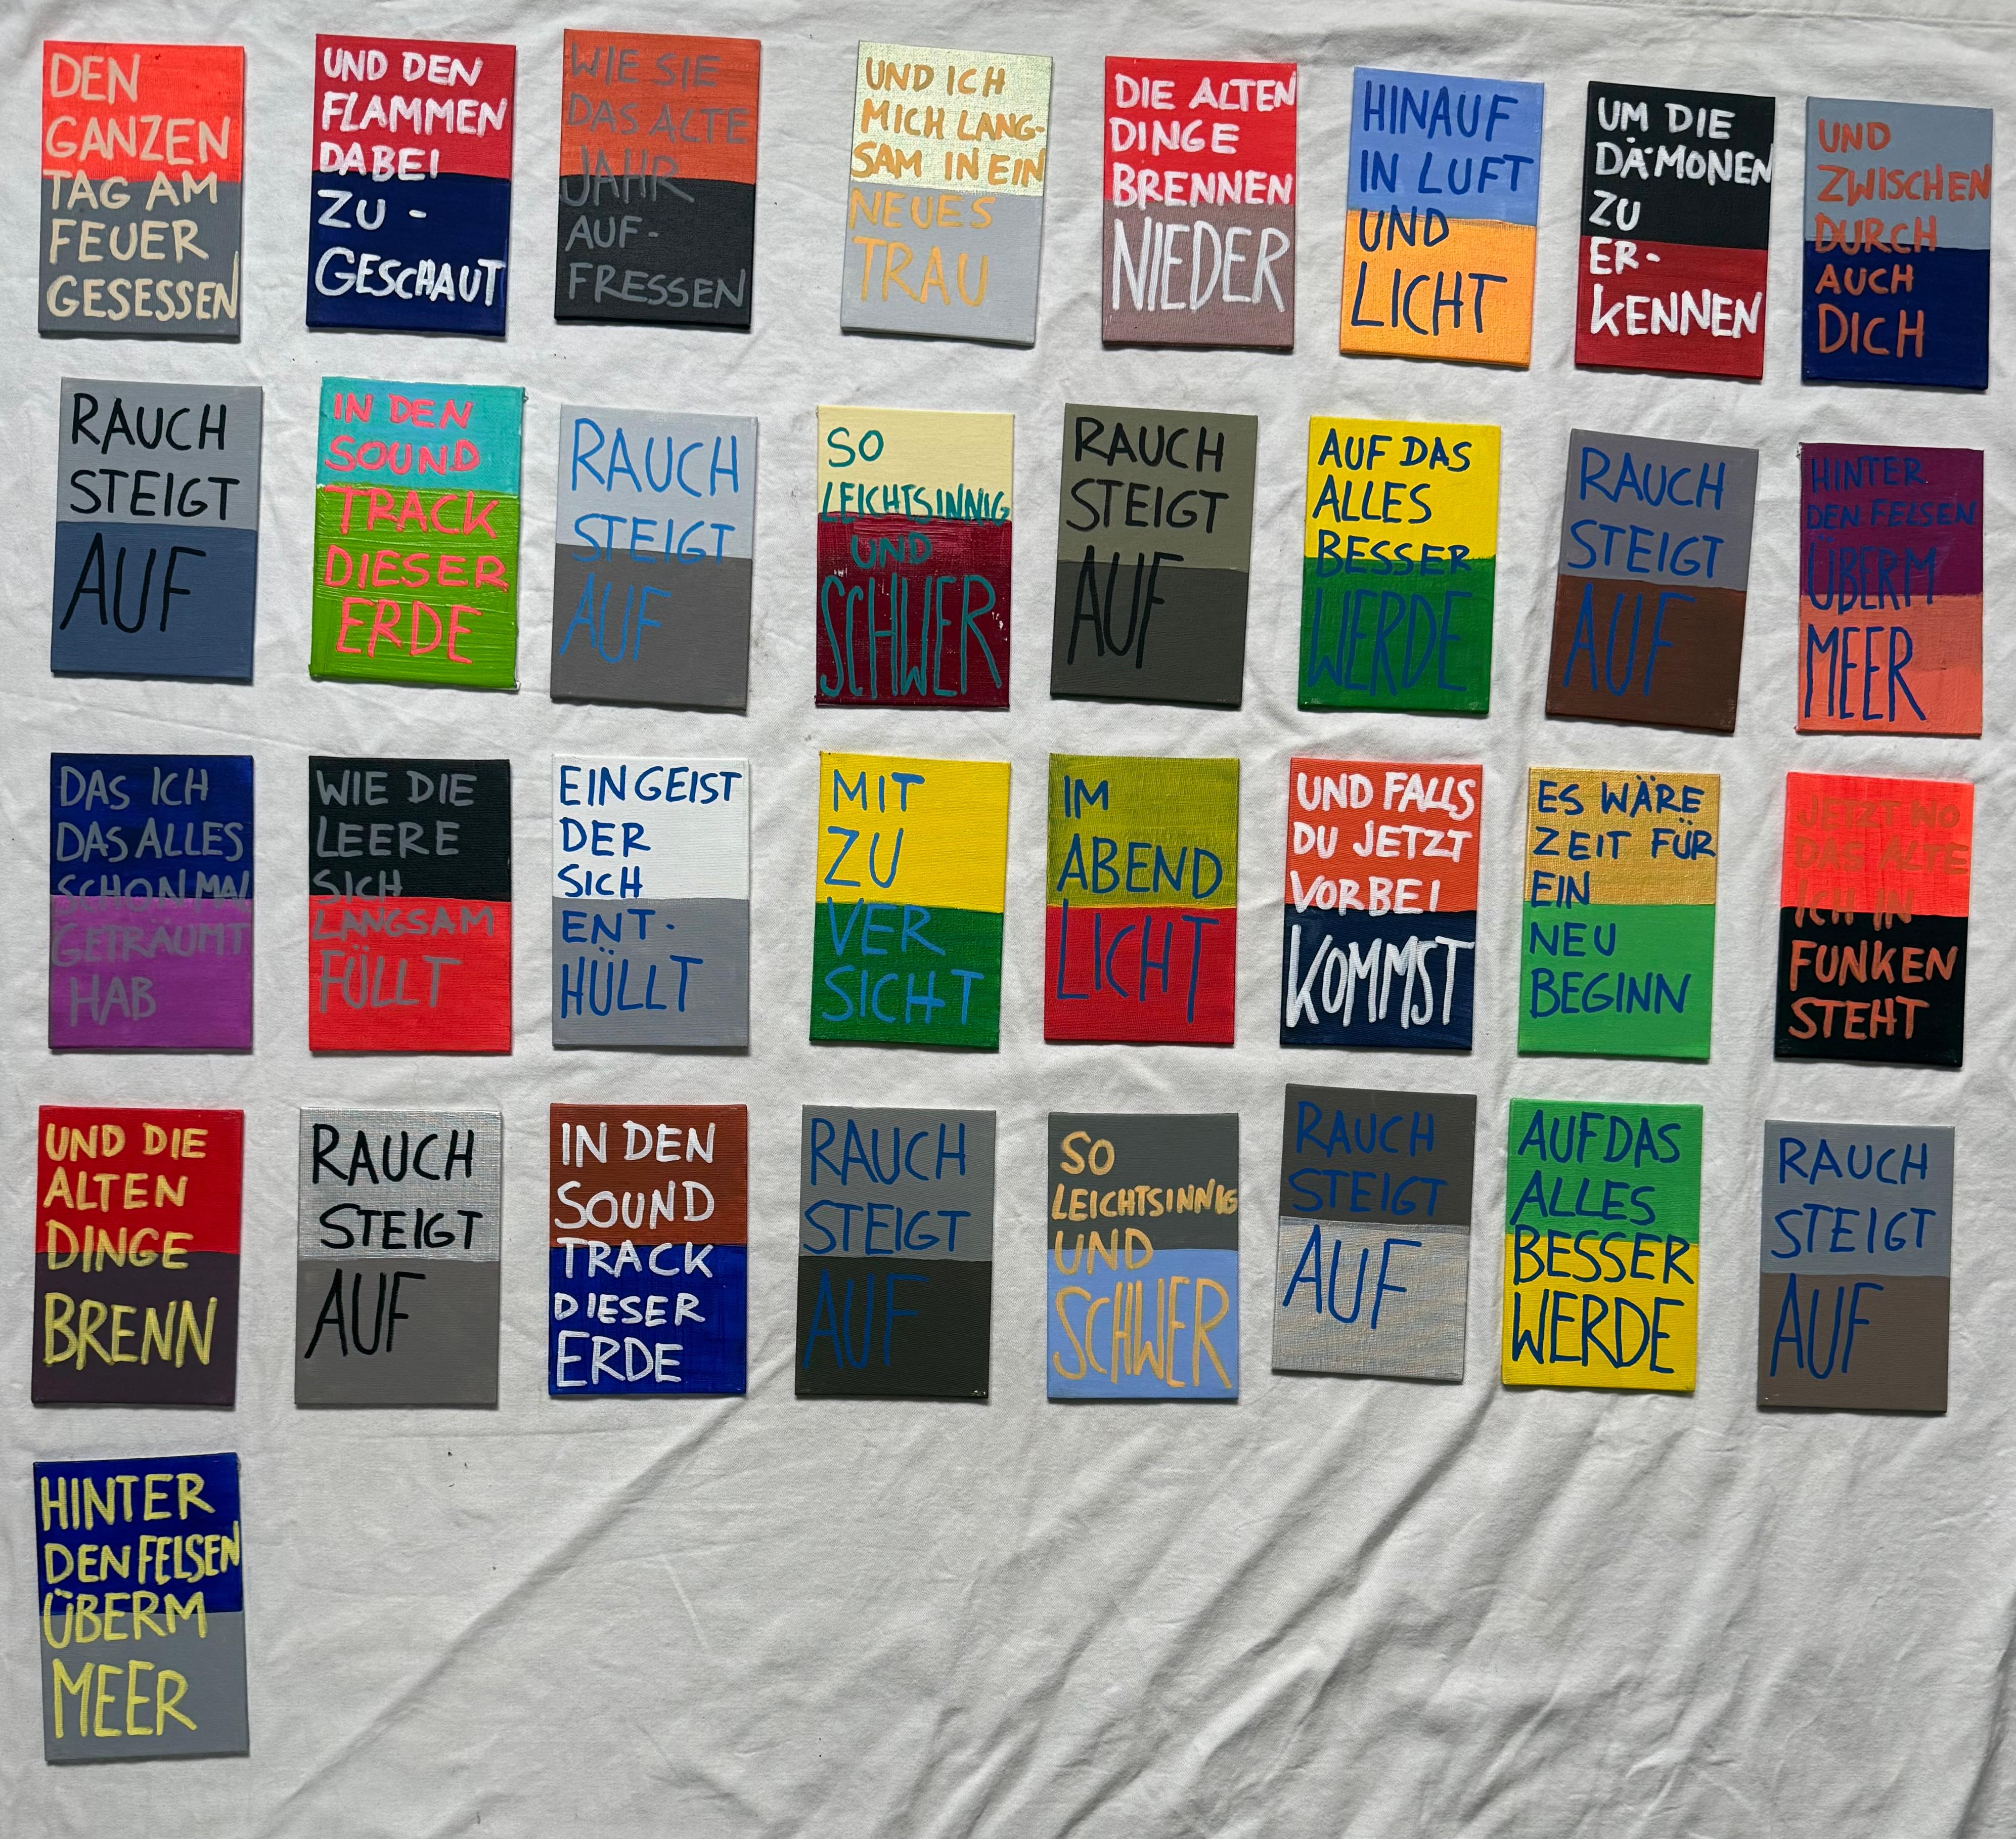 DEN
GANZEN
TAG AM
FEUER
GESESSEN
UND DEN
FLAMMEN
DABEI
ZU -
GESCHAUT
WIE SIE
DAS ALTE
JAHR
AUF-
FRESSEN
UND ICH
MICH LANG-
SAM IN EIN
NEUES
TRAU
DIE ALTEN
DINGE
BRENNEN
NIEDER
HINAUF
IN LUFT
UND
LICHT
UM DIE
DÄMONEN
ZU
ER-
KENNEN
UND
ZWISCHEN
DURCH
AUCH
DICH
RAUCH
STEIGT
AUF
IN DEN
SOUND
TRACK
DIESER
ERDE
RAUCH
STEIGT
AUF
SO
LEICHTSINNIG
UND
SCHWER
RAUCH
STEIGT
AUF
AUF DAS
ALLES
BESSER
WERDE
RAUCH
STEIGT
AUF
HINTER
DEN FELSEN
ÜBERM
MEER
DAS ICH
DAS ALLES
SCHON MAL
GETRÄUMT
HAB
WIE DIE
LEERE
SICH
LANGSAM
FÜLLT
EIN GEIST
DER
SICH
ENT-
HÜLLT
MIT
ZU
VER
SICHT
IM
ABEND
LICHT
UND FALLS
DU JETZT
VORBEI
KOMMST
ES WÄRE
ZEIT FÜR
EIN
NEU
BEGINN
JETZT WO
DAS ALTE
ICH IN
FUNKEN
STEHT
UND DIE
ALTEN
DINGE
BRENN
RAUCH
STEIGT
AUF
IN DEN
SOUND
TRACK
DIESER
ERDE
RAUCH
STEIGT
AUF
SO
LEICHTSINNIG
UND
SCHWER
RAUCH
STEIGT
AUF
AUF DAS
ALLES
BESSER
WERDE
RAUCH
STEIGT
AUF
HINTER
DEN FELSEN
ÜBERM
MEER